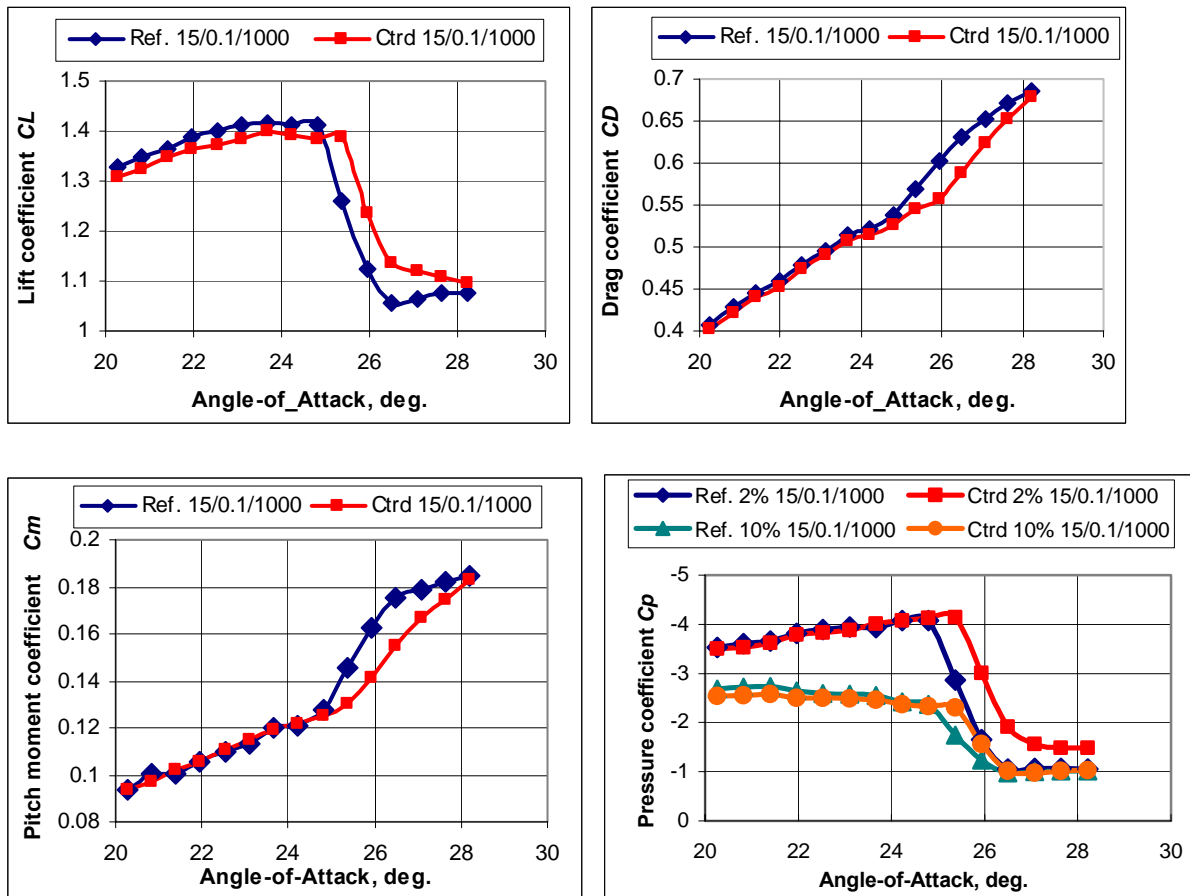 Ref. 15/0.1/1000 Ctrd 15/0.1/1000
1.5
1.4
1.3
1.2
1.1
1
Lift coefficient CL
20 22 24 26 28 30
Angle-of_Attack, deg.
Ref. 15/0.1/1000 Ctrd 15/0.1/1000
0.7
0.65
0.6
0.55
0.5
0.45
0.4
Drag coefficient CD
20 22 24 26 28 30
Angle-of_Attack, deg.
Ref. 15/0.1/1000 Ctrd 15/0.1/1000
0.2
0.18
0.16
0.14
0.12
0.1
0.08
Pitch moment coefficient Cm
20 22 24 26 28 30
Angle-of-Attack, deg.
Ref. 2% 15/0.1/1000 Ctrd 2% 15/0.1/1000
Ref. 10% 15/0.1/1000 Ctrd 10% 15/0.1/1000
-5
-4
-3
-2
-1
0
Pressure coefficient Cp
20 22 24 26 28 30
Angle-of-Attack, deg.